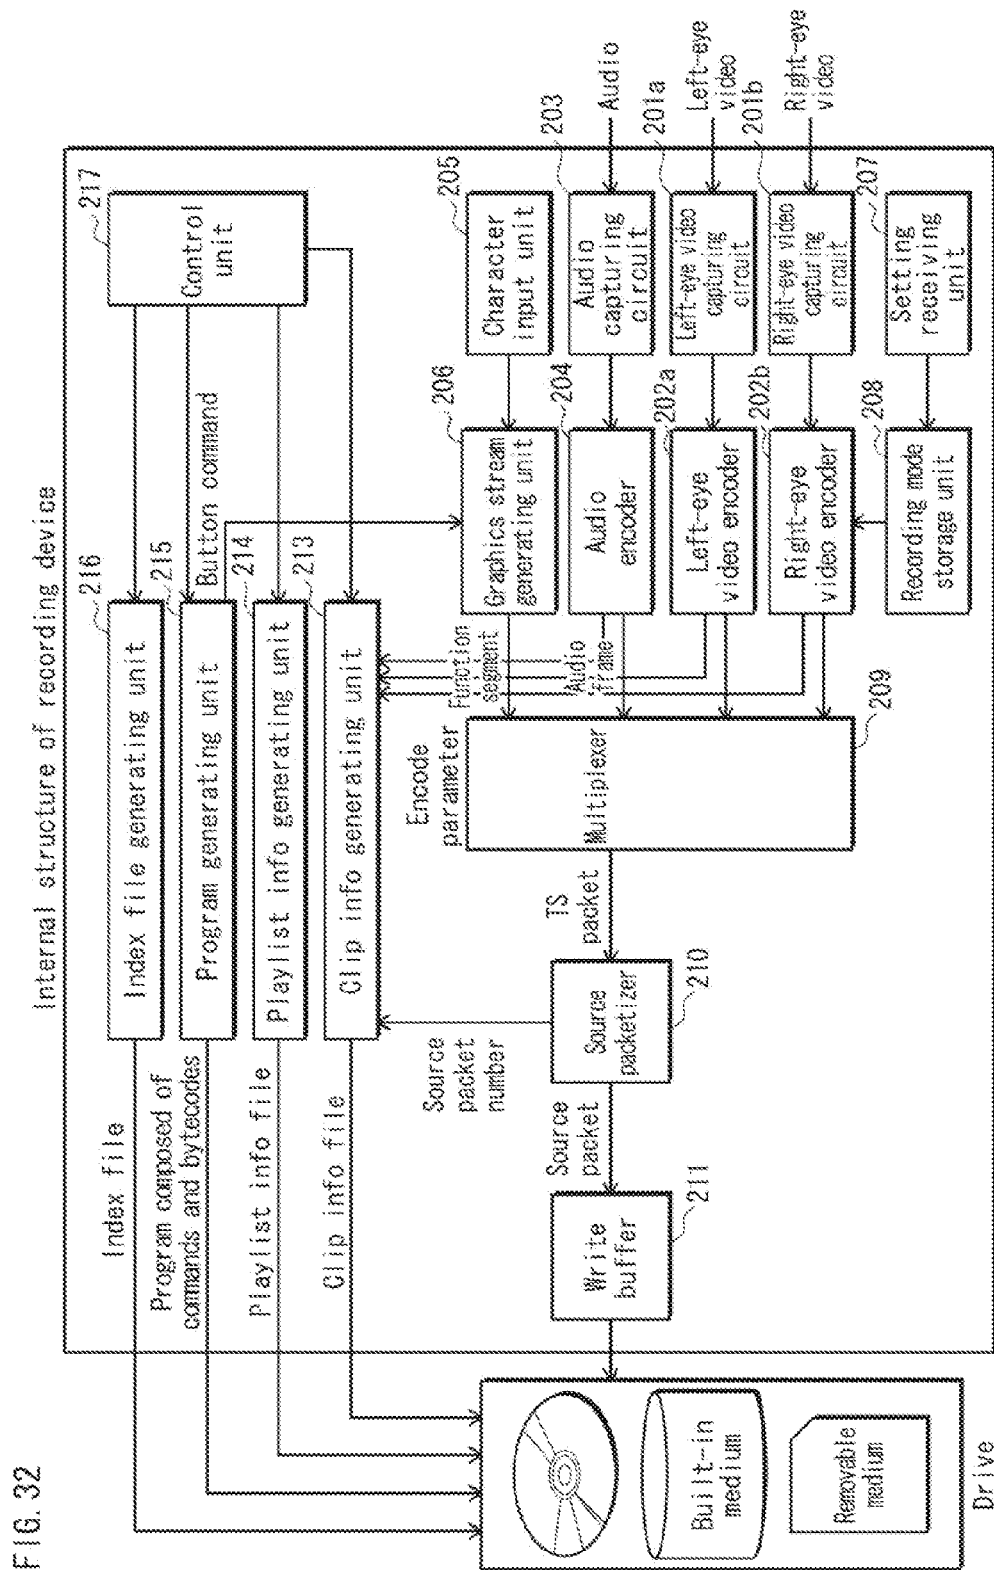 FIG. 32
Internal structure of recording device
217
Control
unit
216
Index file generating unit
Index file
215
Program generating unit
Program composed of
commands and bytecodes
Button command
214
Playlist info generating unit
Playlist info file
213
Clip info generating unit
Clip info file
205
Character
input unit
206
Graphics stream
generating unit
Function
segment
203
Audio
Audio
capturing
circuit
204
Audio
encoder
Audio
frame
201a
Left-eye
video
Left-eye video
capturing
circuit
202a
Left-eye
video encoder
201b
Right-eye
video
Right-eye video
capturing
circuit
202b
Right-eye
video encoder
207
Setting
receiving
unit
208
Recording mode
storage unit
Encode
parameter
Multiplexer
209
TS
packet
Source
packetizer
210
Source
packet
number
Source
packet
Write
buffer
211
Built-in
medium
Removable
medium
Drive